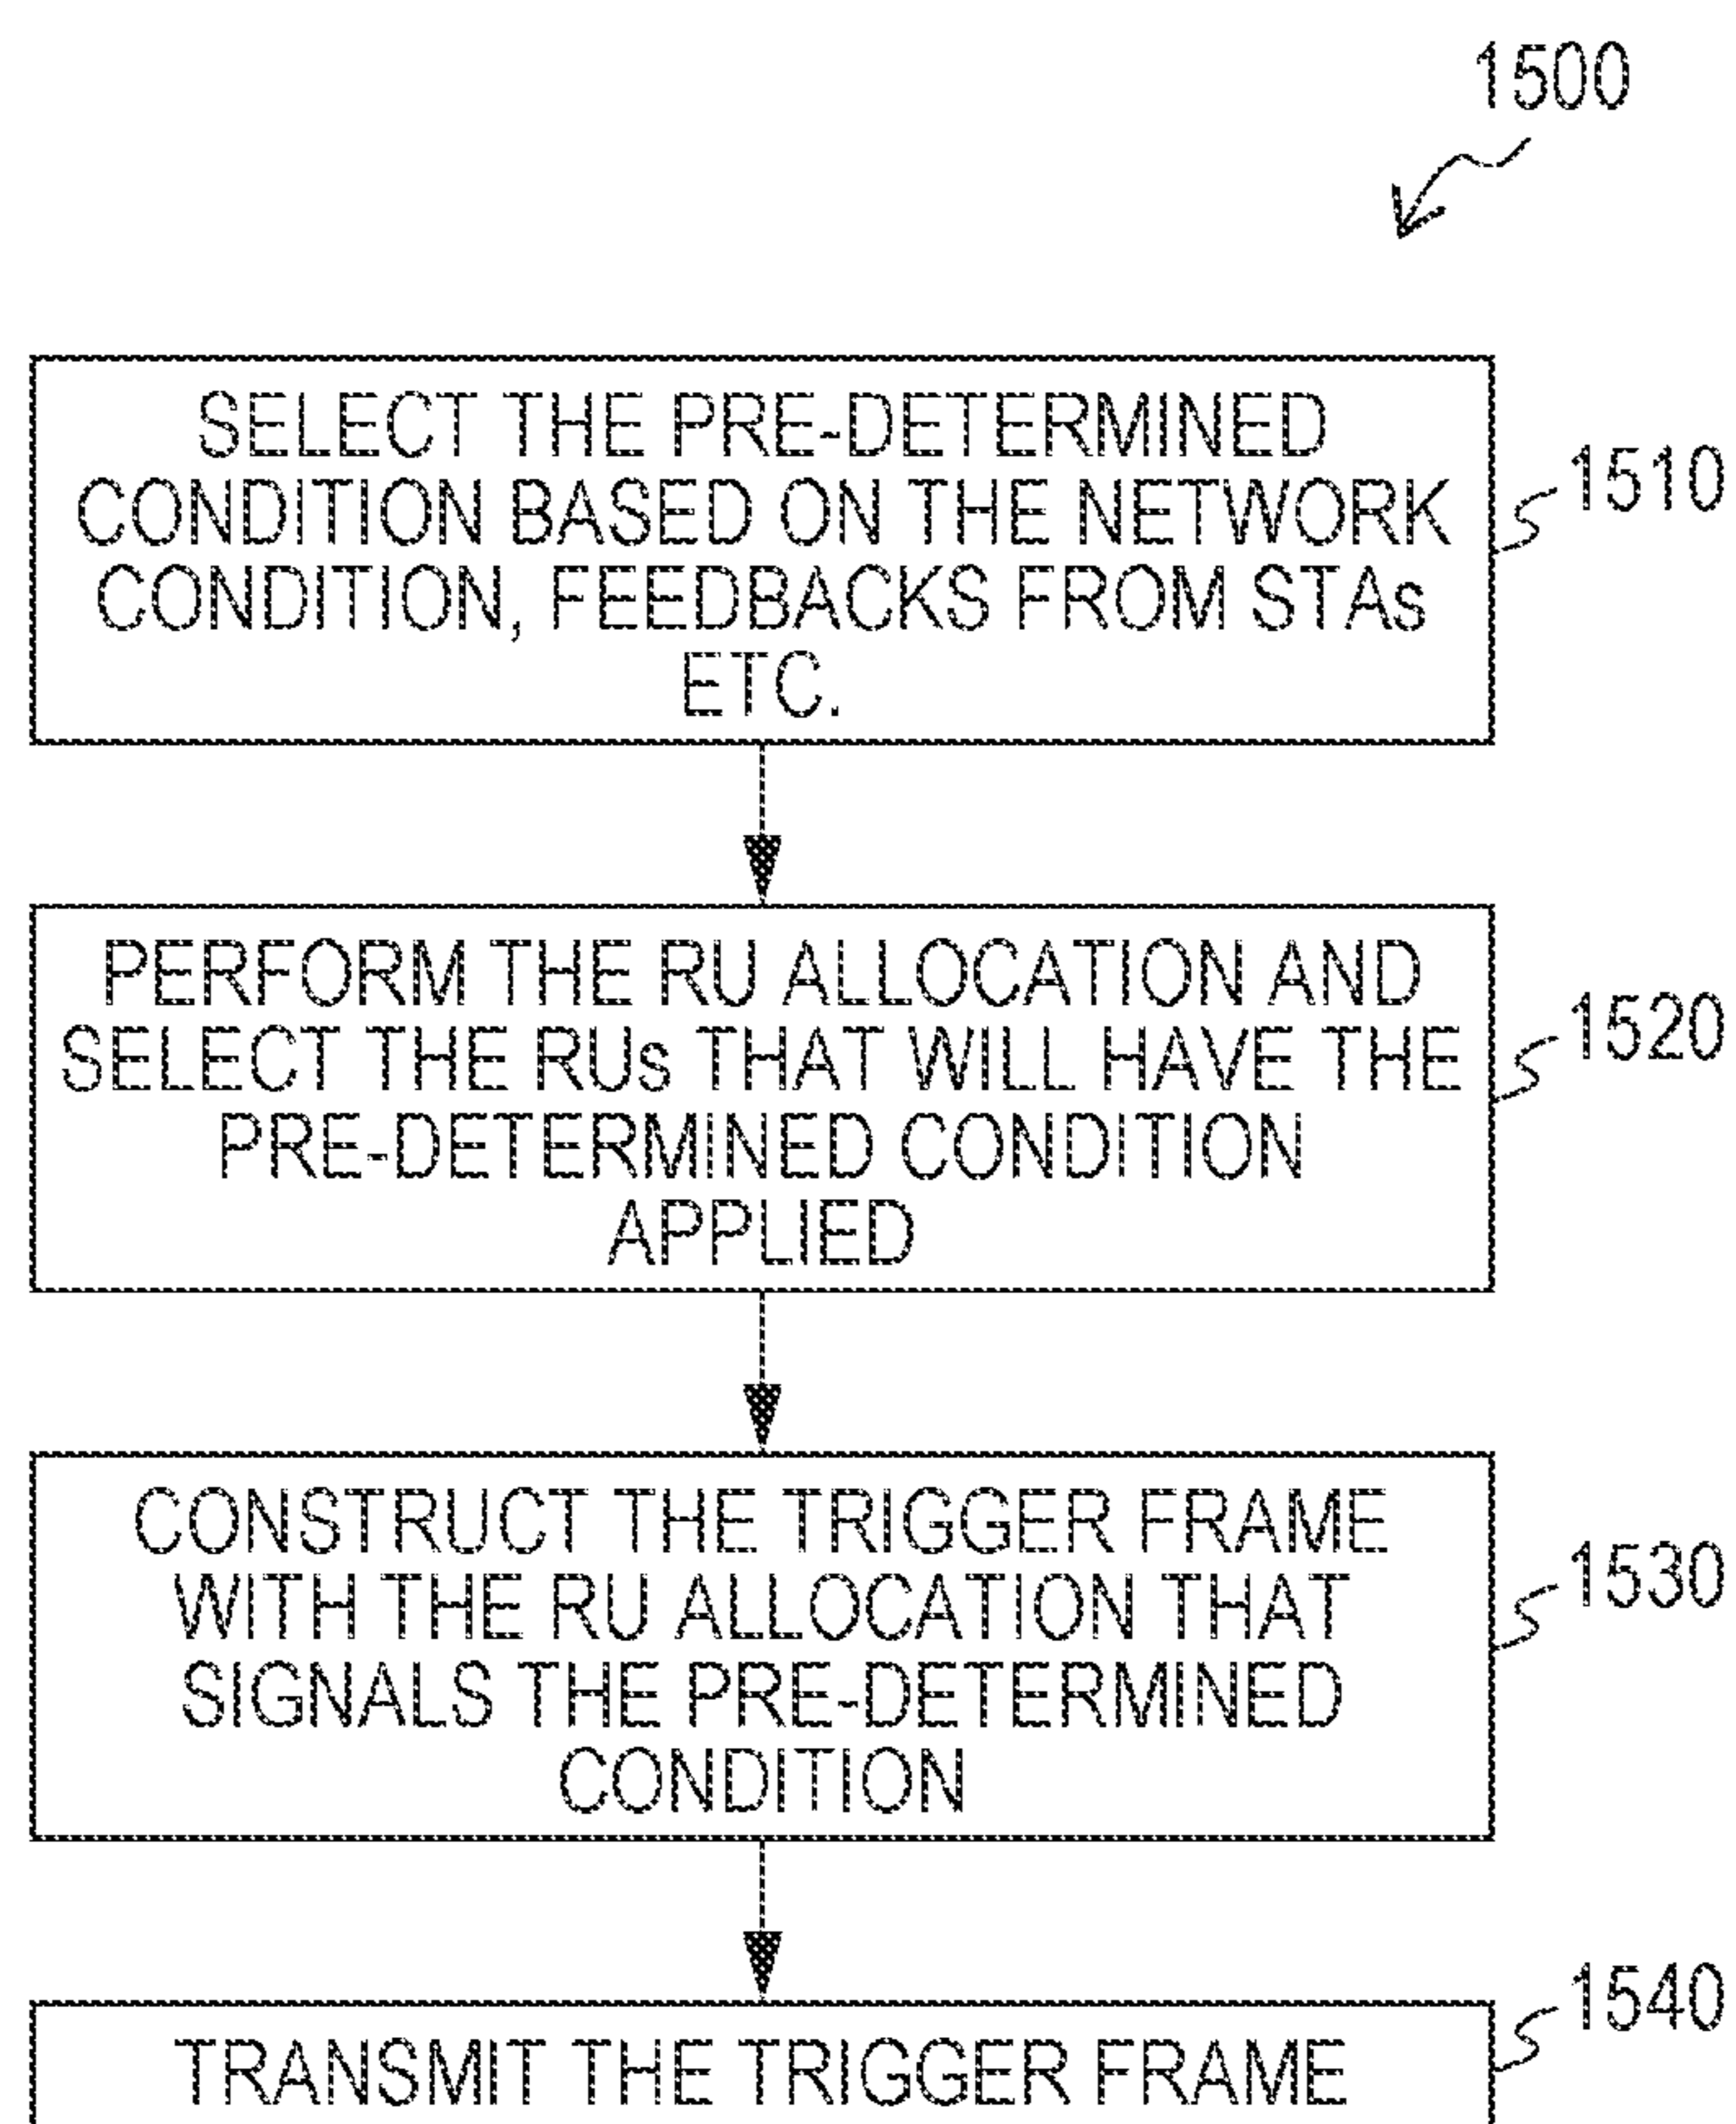 1500
SELECT THE PRE-DETERMINED
CONDITION BASED ON THE NETWORK
CONDITION, FEEDBACKS FROM STAs
ETC.
1510
PERFORM THE RU ALLOCATION AND
SELECT THE RUs THAT WILL HAVE THE
PRE-DETERMINED CONDITION
APPLIED
1520
CONSTRUCT THE TRIGGER FRAME
WITH THE RU ALLOCATION THAT
SIGNALS THE PRE-DETERMINED
CONDITION
1530
TRANSMIT THE TRIGGER FRAME
1540